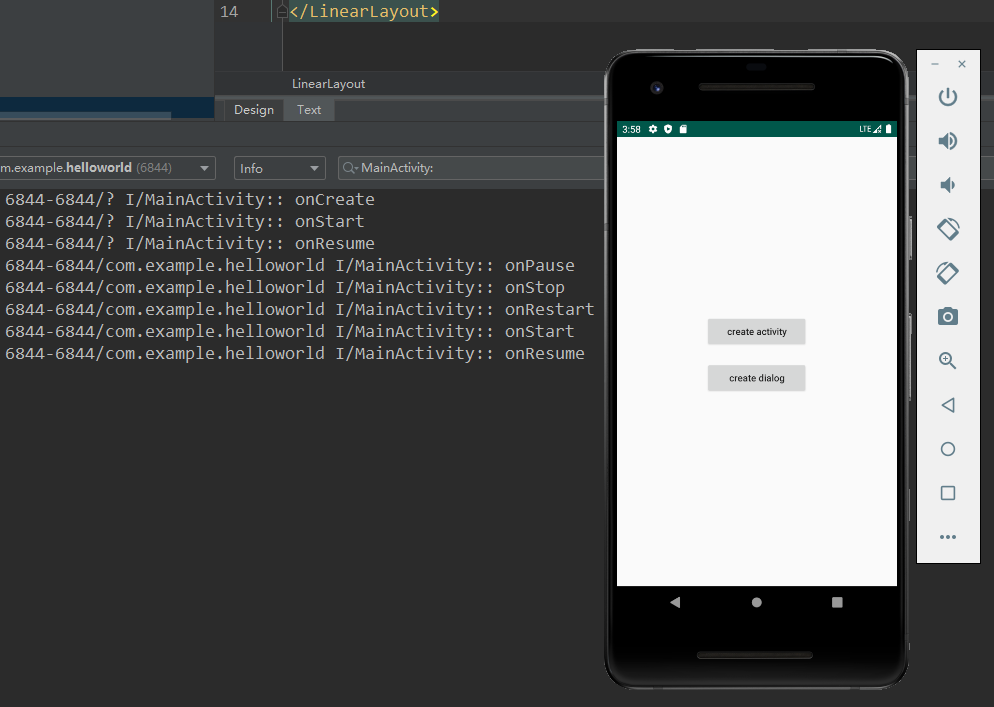 14
</LinearLayout>
LinearLayout
Design Text
m.example.helloworld (6844) Info MainActivity:
6844-6844/? I/MainActivity:: onCreate
6844-6844/? I/MainActivity:: onStart
6844-6844/? I/MainActivity:: onResume
6844-6844/com.example.helloworld I/MainActivity:: onPause
6844-6844/com.example.helloworld I/MainActivity:: onStop
6844-6844/com.example.helloworld I/MainActivity:: onRestart
6844-6844/com.example.helloworld I/MainActivity:: onStart
6844-6844/com.example.helloworld I/MainActivity:: onResume
3:58 LTE
create activity
create dialog